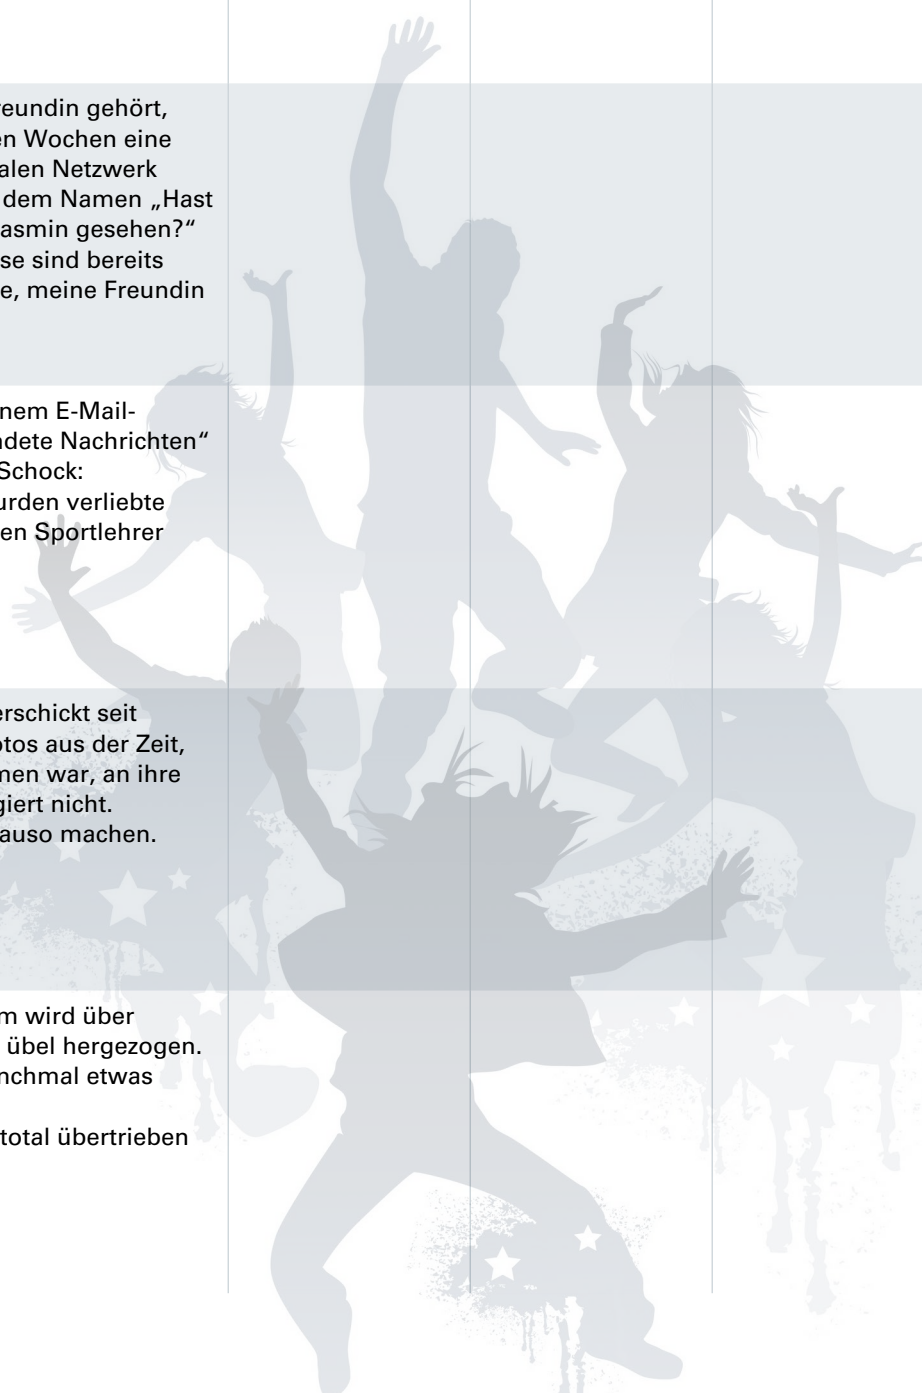 reundin gehört,
en Wochen eine
alen Netzwerk
dem Namen „Hast
asmin gesehen?“
se sind bereits
e, meine Freundin
nem E-Mail-
ndete Nachrichten“
Schock:
urden verliebte
en Sportlehrer
erschickt seit
otos aus der Zeit,
men war, an ihre
giert nicht.
auso machen.
m wird über
übel hergezogen.
nchmal etwas
total übertrieben